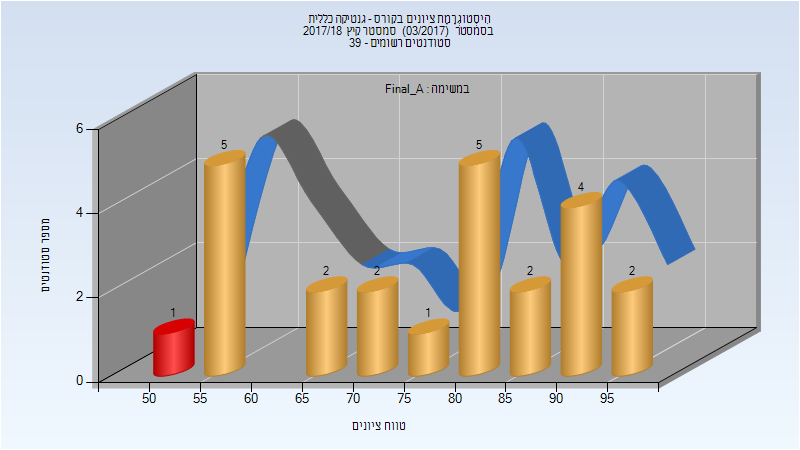 היסטוגרמת ציונים בקורס - גנטיקה כללית
בסמסטר (03/2017) סמסטר קיץ 2017/18
סטודנטים רשומים - 39
במשימה : Final_A
מספר סטודנטים
6
4
2
0
1
5
2
2
1
5
2
4
2
50 55 60 65 70 75 80 85 90 95
טווח ציונים